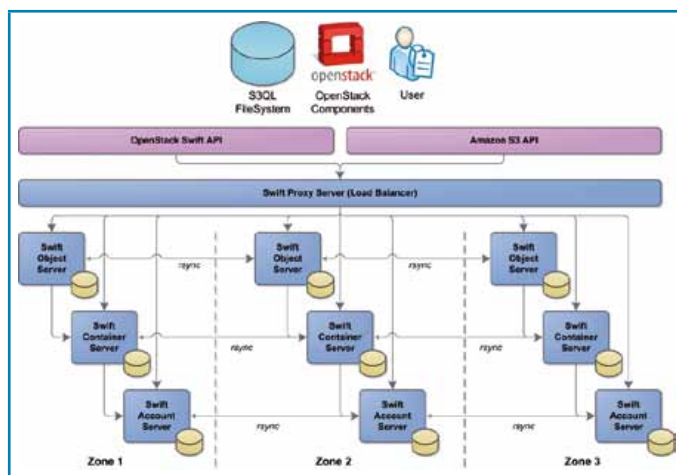 openstack
S3QL
FileSystem
OpenStack
Components
User
OpenStack Swift API
Amazon S3 API
Swift Proxy Server (Load Balancer)
Swift
Object
Server
rsync
Swift
Object
Server
rsync
Swift
Object
Server
Swift
Container
Server
rsync
Swift
Container
Server
rsync
Swift
Container
Server
Swift
Account
Server
rsync
Swift
Account
Server
rsync
Swift
Account
Server
Zone 1
Zone 2
Zone 3